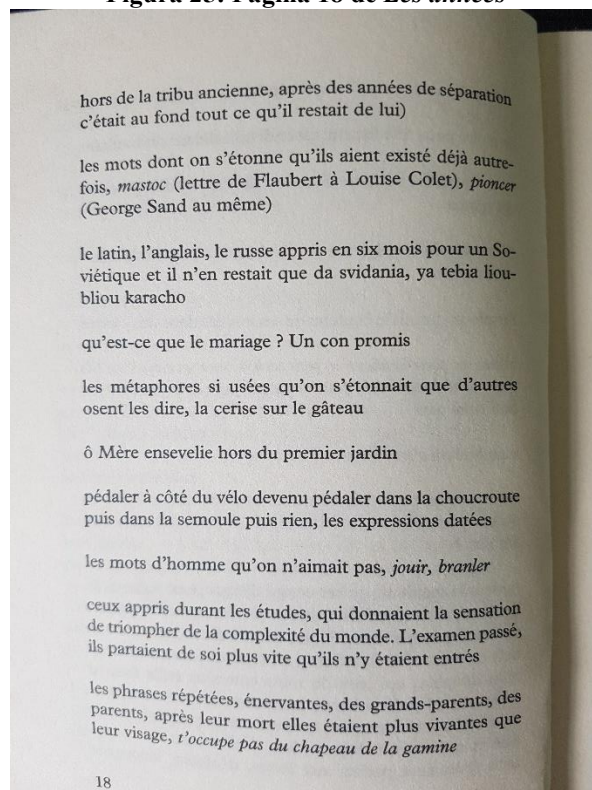 Figura 23: Página 18 de Les années
hors de la tribu ancienne, après des années de séparation
c'était au fond tout ce qu'il restait de lui)
les mots dont on s'étonne qu'ils aient existé déjà autre-
fois, mastoc (lettre de Flaubert à Louise Colet), pioncer
(George Sand au même)
le latin, l'anglais, le russe appris en six mois pour un So-
viétique et il n'en restait que da svidania, ya tebia liou-
bliou karacho
qu'est-ce que le mariage ? Un con promis
les métaphores si usées qu'on s'étonnait que d'autres
osent les dire, la cerise sur le gâteau
ô Mère ensevelie hors du premier jardin
pédaler à côté du vélo devenu pédaler dans la choucroute
puis dans la semoule puis rien, les expressions datées
les mots d'homme qu'on n'aimait pas, jouir, branler
ceux appris durant les études, qui donnaient la sensation
de triompher de la complexité du monde. L'examen passé,
ils partaient de soi plus vite qu'ils n'y étaient entrés
les phrases répétées, énervantes, des grands-parents, des
parents, après leur mort elles étaient plus vivantes que
leur visage, t'occupe pas du chapeau de la gamine
18